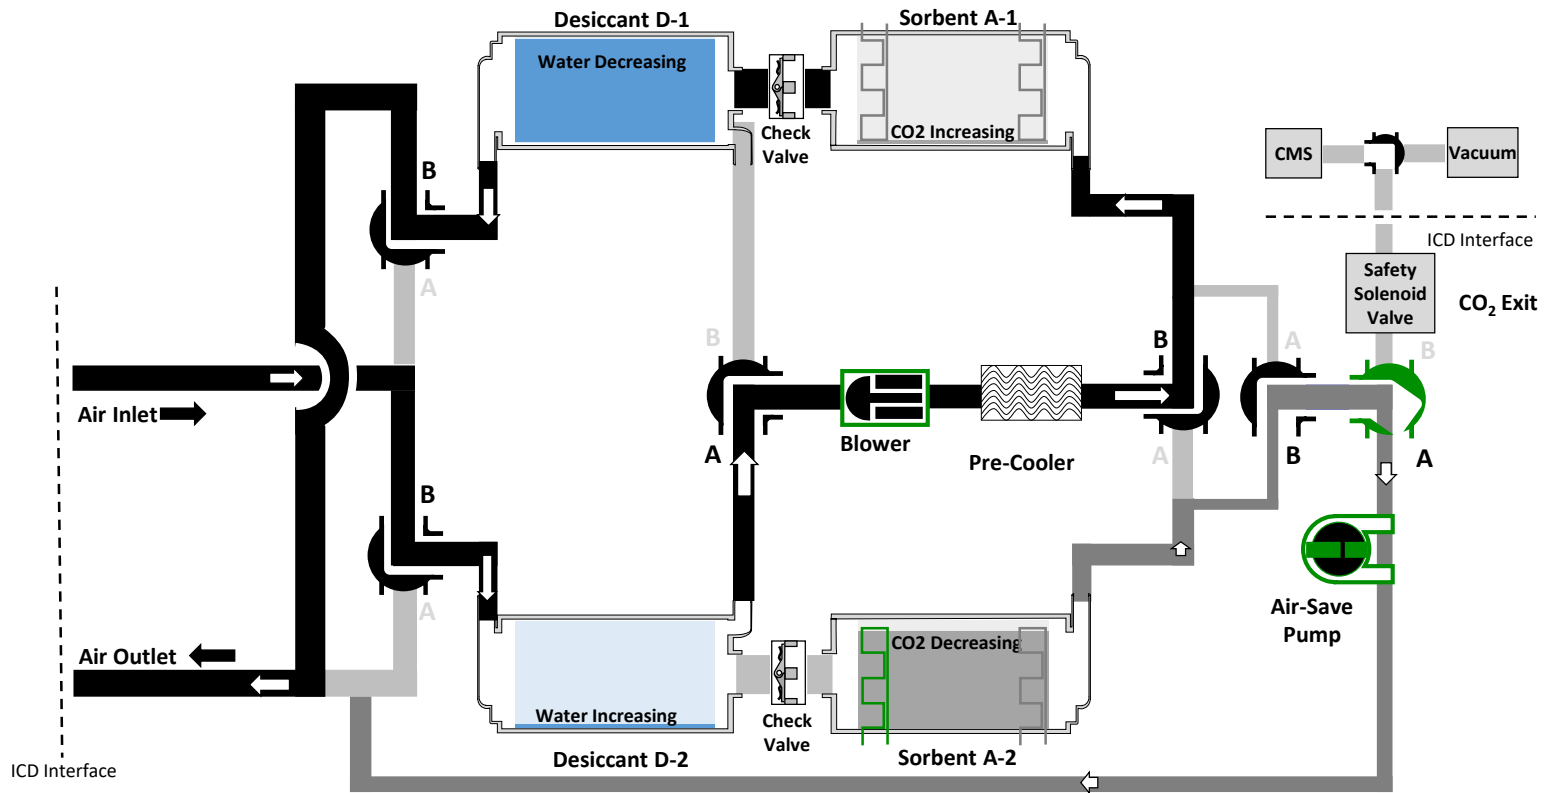 Desiccant D-1
Sorbent A-1
Water Decreasing
CO2 Increasing
Check
Valve
CMS
Vacuum
ICD Interface
B
A
Safety
Solenoid
Valve
CO2 Exit
B
B
A
B
Air Inlet
Blower
Pre-Cooler
A
A
B
A
B
Air-Save
Pump
A
Air Outlet
CO2 Decreasing
Water Increasing
Check
Valve
Desiccant D-2
Sorbent A-2
ICD Interface